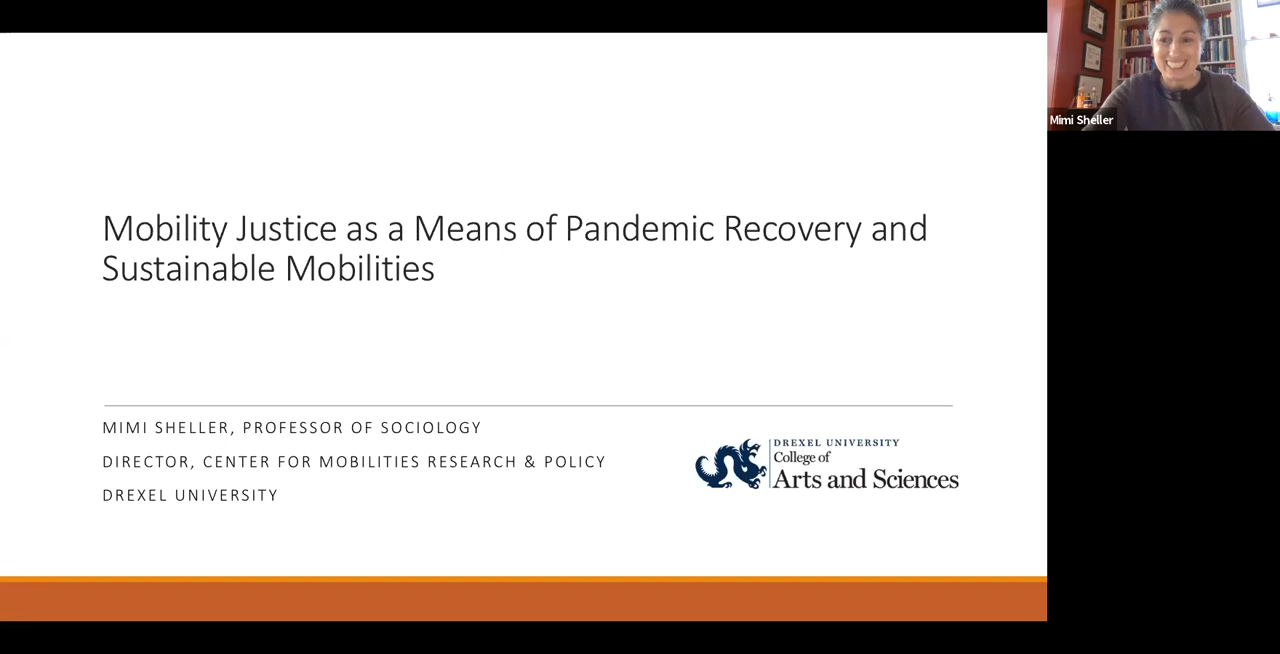 Mobility Justice as a Means of Pandemic Recovery and
Sustainable Mobilities
MIMI SHELLER, PROFESSOR OF SOCIOLOGY
DIRECTOR, CENTER FOR MOBILITIES RESEARCH & POLICY
DREXEL UNIVERSITY
DREXEL UNIVERSITY
College of
Arts and Sciences
Mimi Sheller